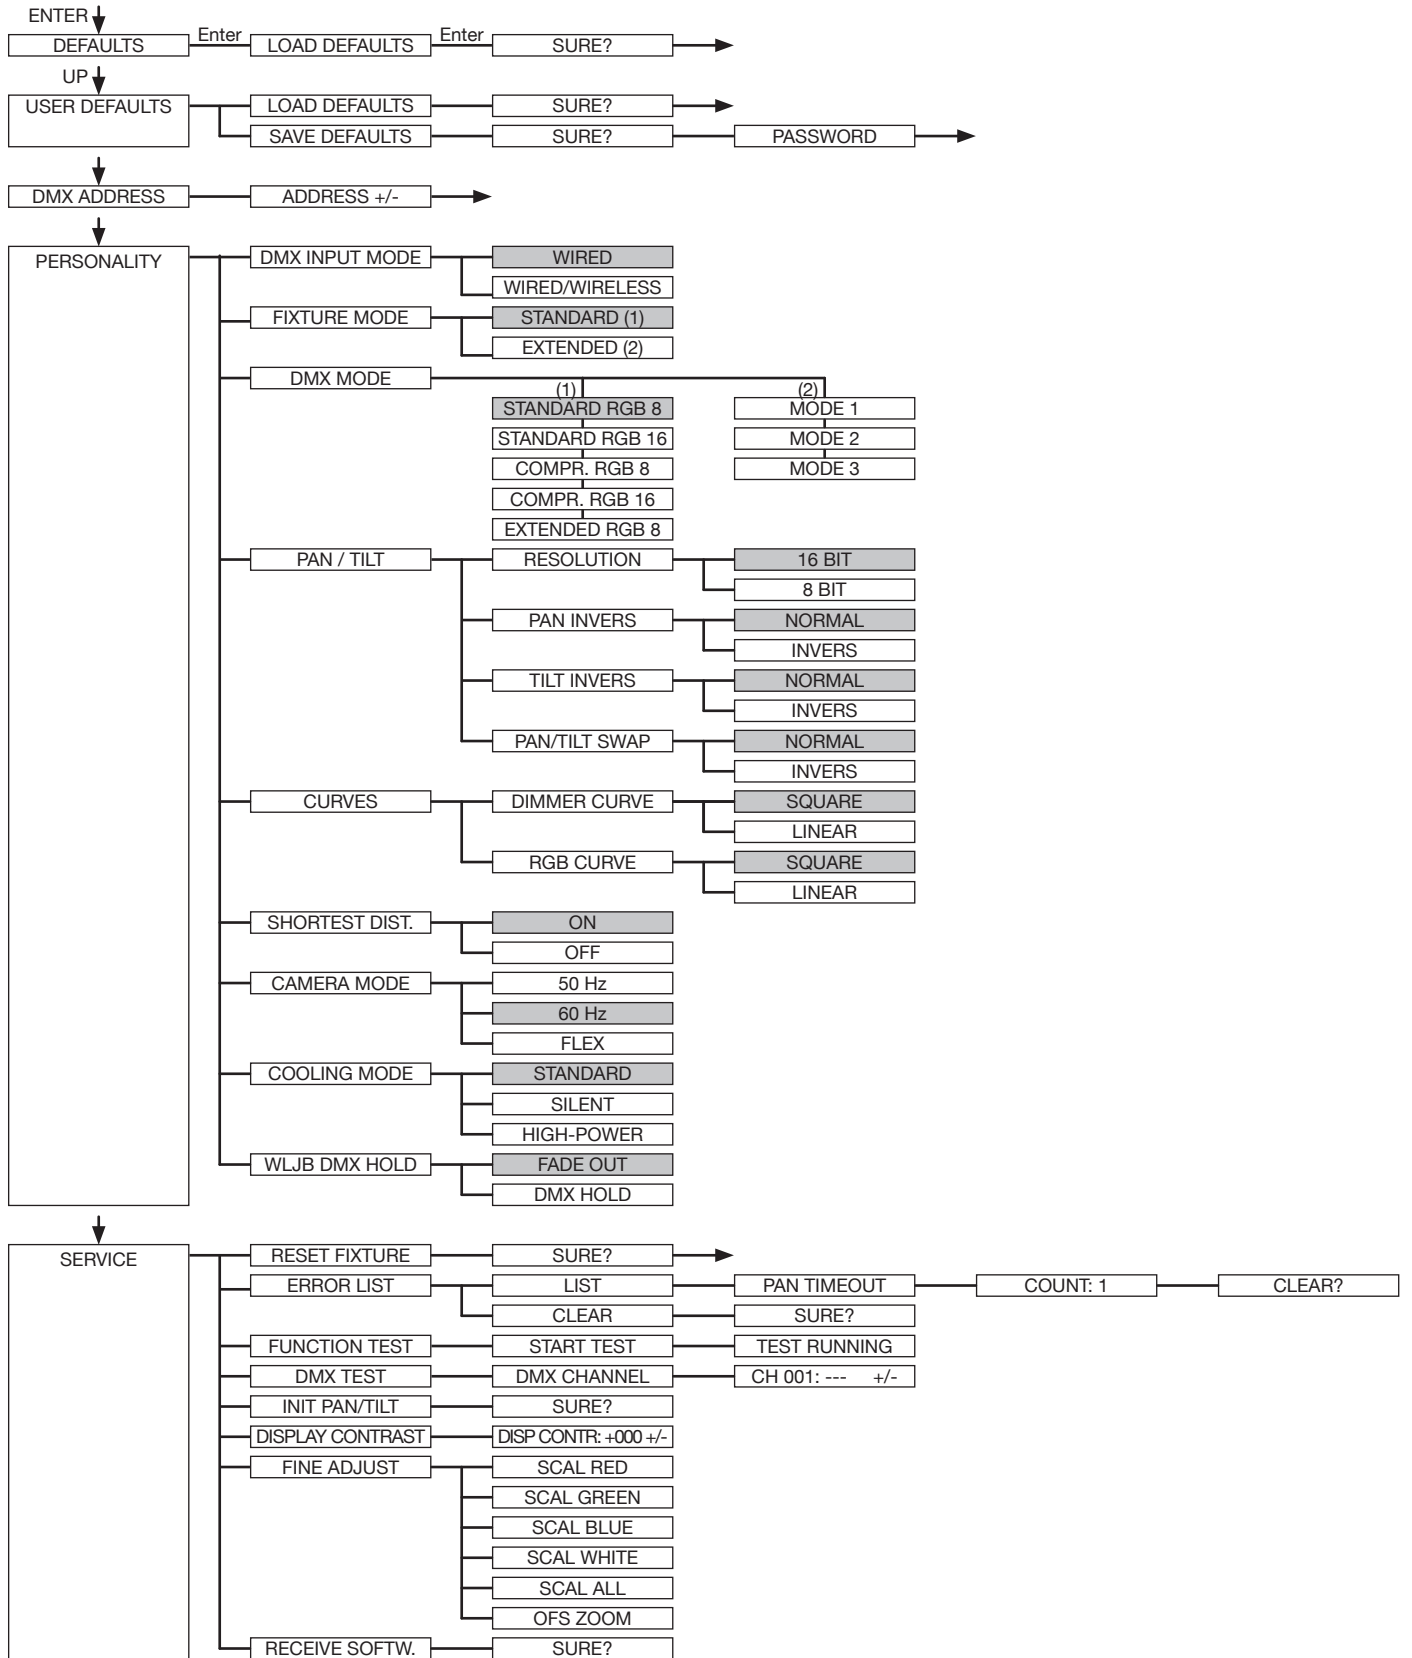 ENTER
DEFAULTS Enter LOAD DEFAULTS Enter SURE?
UP
USER DEFAULTS LOAD DEFAULTS SURE?
SAVE DEFAULTS SURE? PASSWORD
DMX ADDRESS ADDRESS +/-
PERSONALITY DMX INPUT MODE WIRED
WIRED/WIRELESS
FIXTURE MODE STANDARD (1)
EXTENDED (2)
DMX MODE
(1) (2)
STANDARD RGB 8 MODE 1
STANDARD RGB 16 MODE 2
COMPR. RGB 8 MODE 3
COMPR. RGB 16
EXTENDED RGB 8
PAN / TILT RESOLUTION 16 BIT
8 BIT
PAN INVERS NORMAL
INVERS
TILT INVERS NORMAL
INVERS
PAN/TILT SWAP NORMAL
INVERS
CURVES DIMMER CURVE SQUARE
LINEAR
RGB CURVE SQUARE
LINEAR
SHORTEST DIST. ON
OFF
CAMERA MODE 50 Hz
60 Hz
FLEX
COOLING MODE STANDARD
SILENT
HIGH-POWER
WLJB DMX HOLD FADE OUT
DMX HOLD
SERVICE RESET FIXTURE SURE?
ERROR LIST LIST PAN TIMEOUT COUNT: 1 CLEAR?
CLEAR SURE?
FUNCTION TEST START TEST TEST RUNNING
DMX TEST DMX CHANNEL CH 001: --- +/-
INIT PAN/TILT SURE?
DISPLAY CONTRAST DISP CONTR: +000 +/-
FINE ADJUST SCAL RED
SCAL GREEN
SCAL BLUE
SCAL WHITE
SCAL ALL
OFS ZOOM
RECEIVE SOFTW. SURE?